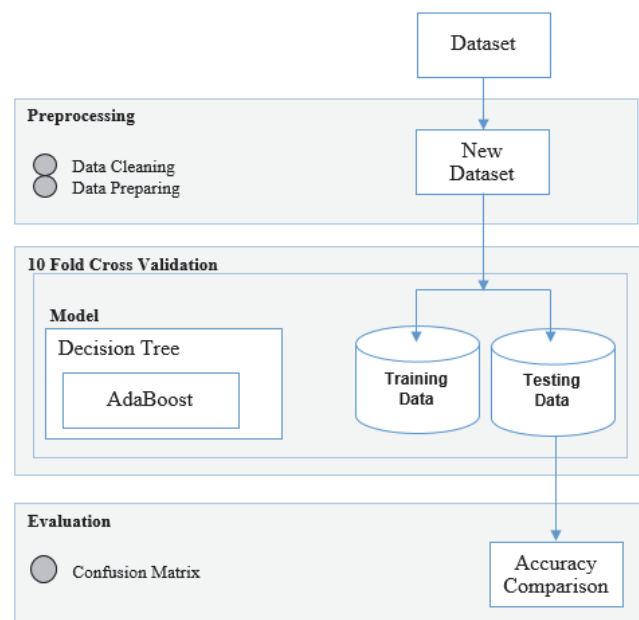 Dataset
Preprocessing
Data Cleaning
Data Preparing
New
Dataset
10 Fold Cross Validation
Model
Decision Tree
AdaBoost
Training
Data
Testing
Data
Evaluation
Confusion Matrix
Accuracy
Comparison